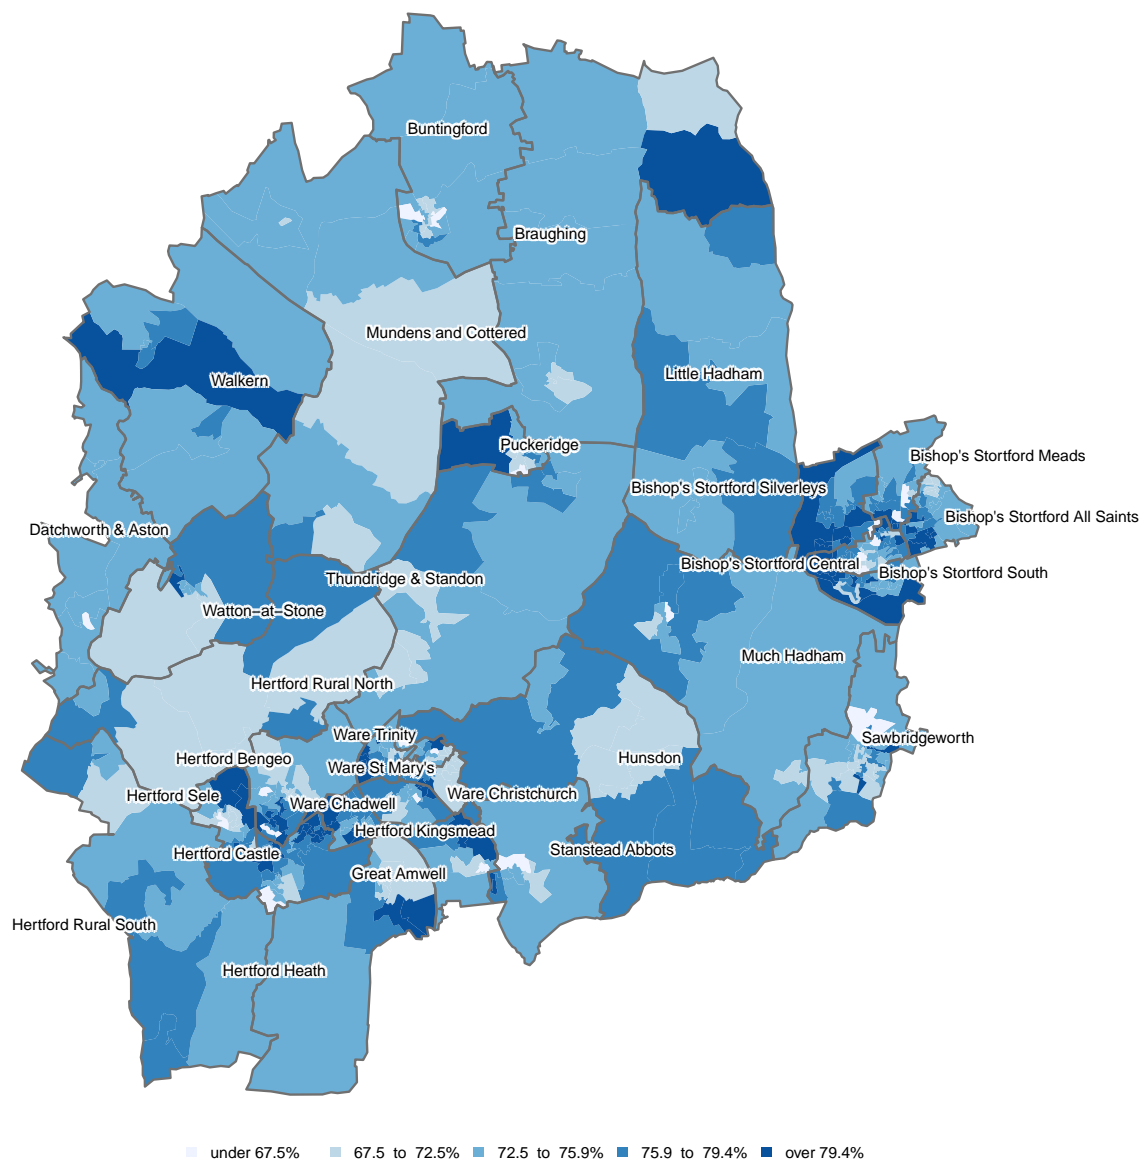 Buntingford
Braughing
Mundens and Cottered
Little Hadham
Walkern
Puckeridge
Bishop's Stortford Meads
Bishop's Stortford Silverleys
Bishop's Stortford All Saints
Datchworth & Aston
Bishop's Stortford Central
Bishop's Stortford South
Thundridge & Standon
Watton−at−Stone
Much Hadham
Hertford Rural North
Ware Trinity
Sawbridgeworth
Hertford Bengeo
Hunsdon
Ware St Mary's
Hertford Sele
Ware Christchurch
Ware Chadwell
Hertford Kingsmead
Stanstead Abbots
Hertford Castle
Great Amwell
Hertford Rural South
Hertford Heath
under 67.5% 67.5 to 72.5% 72.5 to 75.9% 75.9 to 79.4% over 79.4%